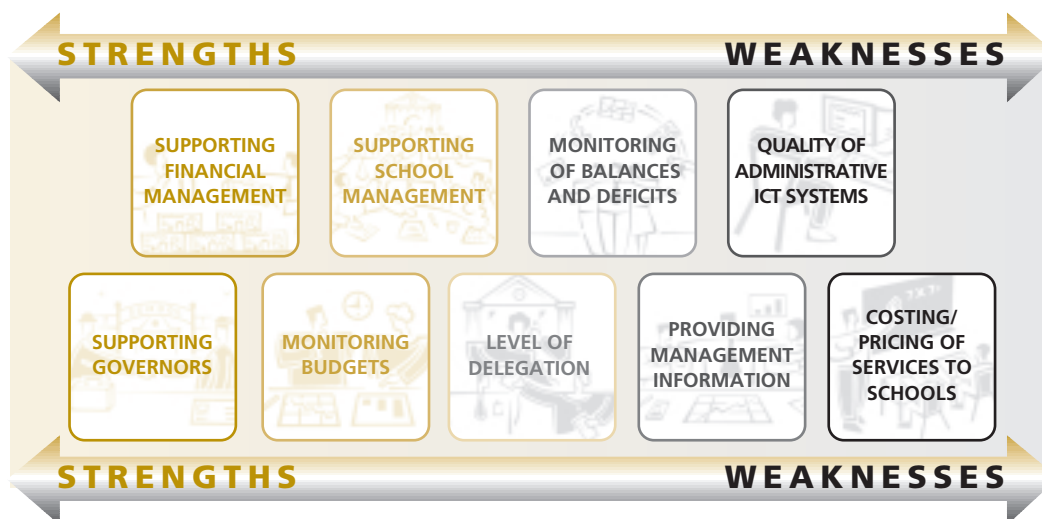 STRENGTHS
WEAKNESSES
SUPPORTING
FINANCIAL
MANAGEMENT
SUPPORTING
SCHOOL
MANAGEMENT
MONITORING
OF BALANCES
AND DEFICITS
QUALITY OF
ADMINISTRATIVE
ICT SYSTEMS
SUPPORTING
GOVERNORS
MONITORING
BUDGETS
LEVEL OF
DELEGATION
PROVIDING
MANAGEMENT
INFORMATION
COSTING/
PRICING OF
SERVICES TO
SCHOOLS
STRENGTHS
WEAKNESSES